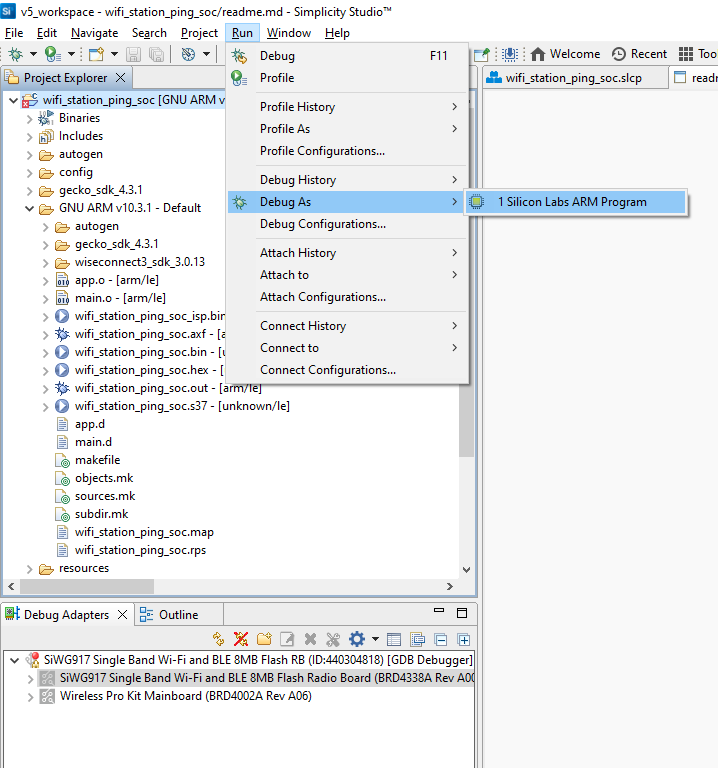 v5_workspace - wifi_station_ping_soc/readme.md - Simplicity Studio™
File Edit Navigate Search Project Run Window Help
Welcome Recent Too
Project Explorer
wifi_station_ping_soc.slcp readr
wifi_station_ping_soc [GNU ARM v
Binaries
Includes
autogen
config
gecko_sdk_4.3.1
GNU ARM v10.3.1 - Default
autogen
gecko_sdk_4.3.1
wiseconnect3_sdk_3.0.13
app.o - [arm/le]
main.o - [arm/le]
wifi_station_ping_soc_isp.bin
wifi_station_ping_soc.axf - [a
wifi_station_ping_soc.bin - [u
wifi_station_ping_soc.hex - [u
wifi_station_ping_soc.out - [arm/le]
wifi_station_ping_soc.s37 - [unknown/le]
app.d
main.d
makefile
objects.mk
sources.mk
subdir.mk
wifi_station_ping_soc.map
wifi_station_ping_soc.rps
resources
Debug F11
Profile
Profile History
Profile As
Profile Configurations...
Debug History
Debug As
Debug Configurations...
Attach History
Attach to
Attach Configurations...
Connect History
Connect to
Connect Configurations...
1 Silicon Labs ARM Program
Debug Adapters Outline
SiWG917 Single Band Wi-Fi and BLE 8MB Flash RB (ID:440304818) [GDB Debugger]
SiWG917 Single Band Wi-Fi and BLE 8MB Flash Radio Board (BRD4338A Rev A00
Wireless Pro Kit Mainboard (BRD4002A Rev A06)